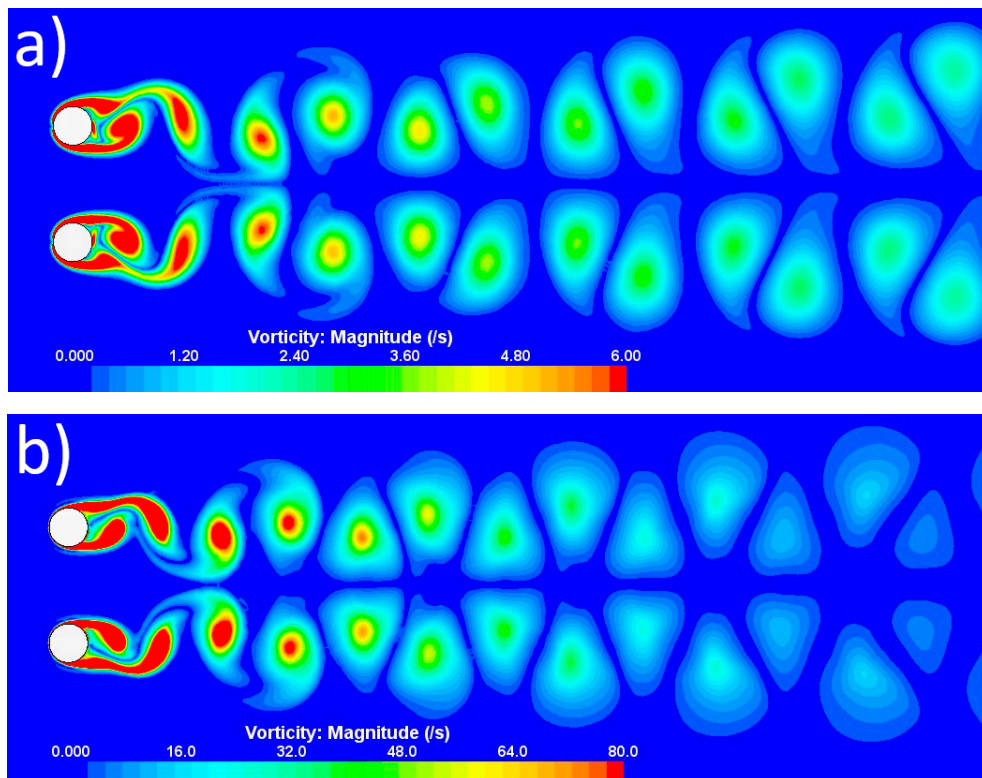 a)
Vorticity: Magnitude (/s)
0.000 1.20 2.40 3.60 4.80 6.00
b)
Vorticity: Magnitude (/s)
0.000 16.0 32.0 48.0 64.0 80.0